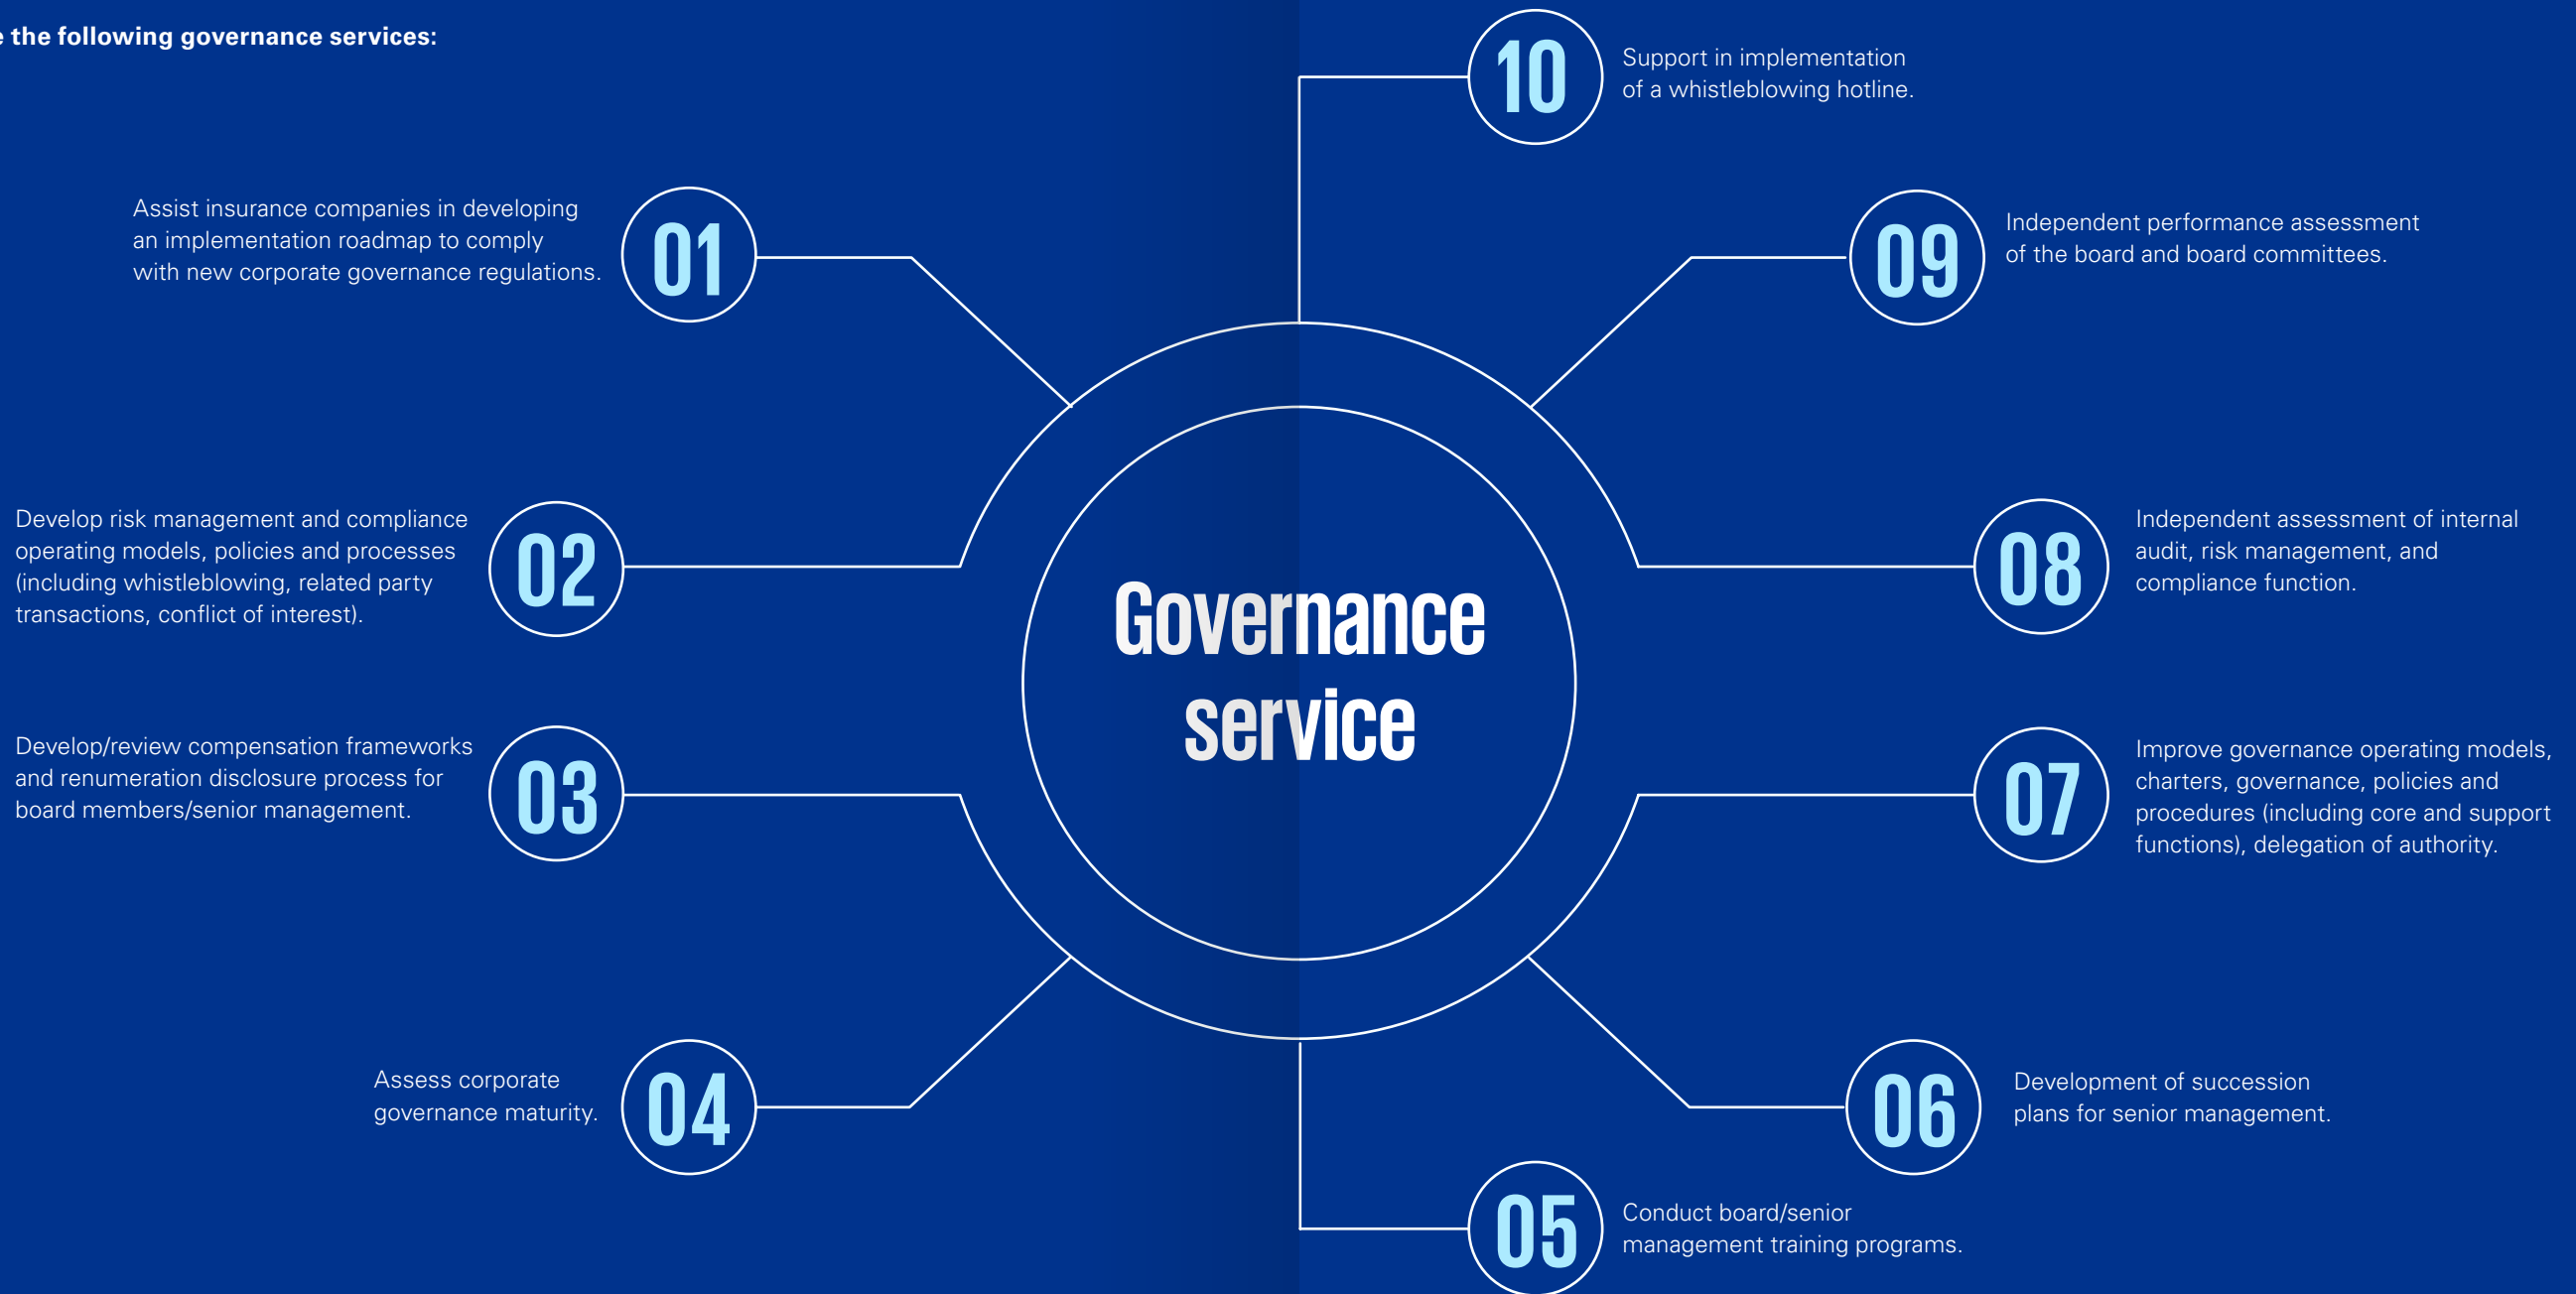 the following governance services:
Governance
service
01
Assist insurance companies in developing
an implementation roadmap to comply
with new corporate governance regulations.
02
Develop risk management and compliance
operating models, policies and processes
(including whistleblowing, related party
transactions, conflict of interest).
03
Develop/review compensation frameworks
and renumeration disclosure process for
board members/senior management.
04
Assess corporate
governance maturity.
05
Conduct board/senior
management training programs.
06
Development of succession
plans for senior management.
07
Improve governance operating models,
charters, governance, policies and
procedures (including core and support
functions), delegation of authority.
08
Independent assessment of internal
audit, risk management, and
compliance function.
09
Independent performance assessment
of the board and board committees.
10
Support in implementation
of a whistleblowing hotline.